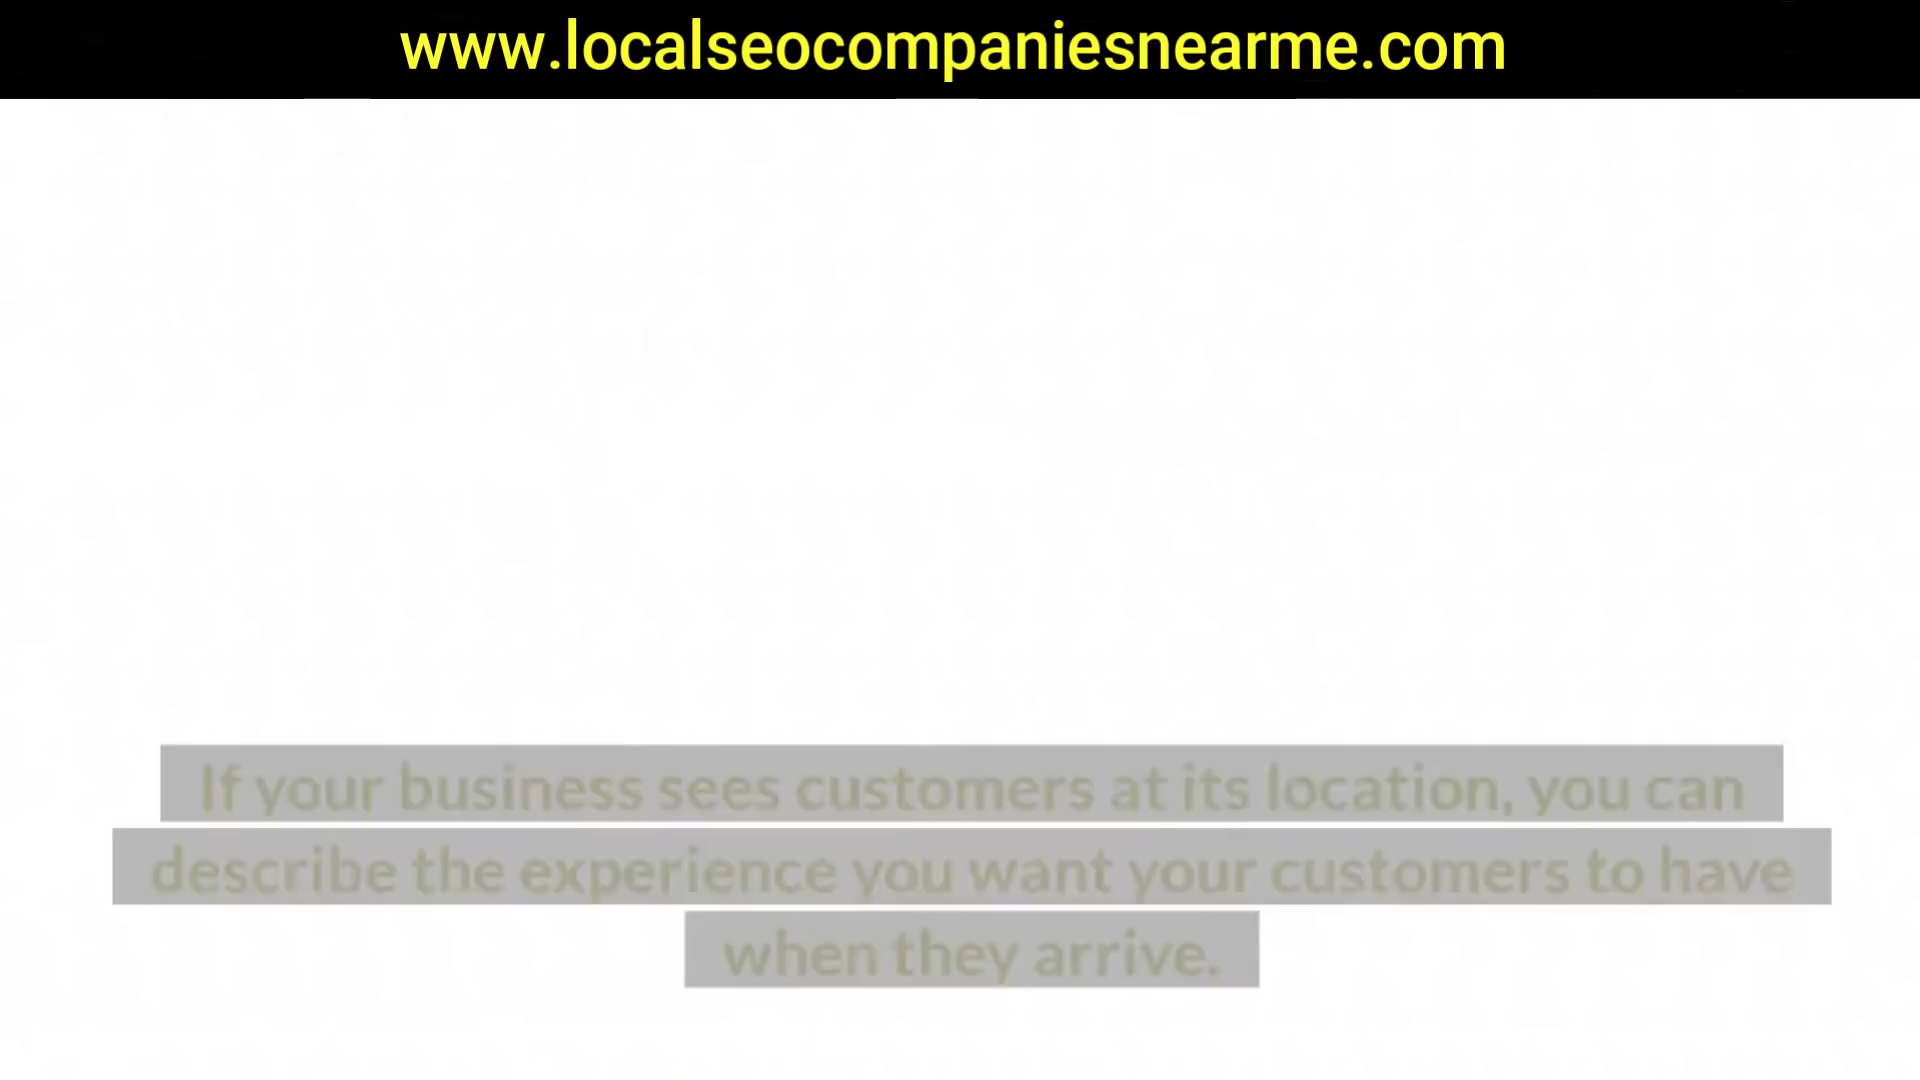 www.localseocompaniesnearme.com
If your business sees customers at its location, you can
describe the experience you want your customers to have
when they arrive.